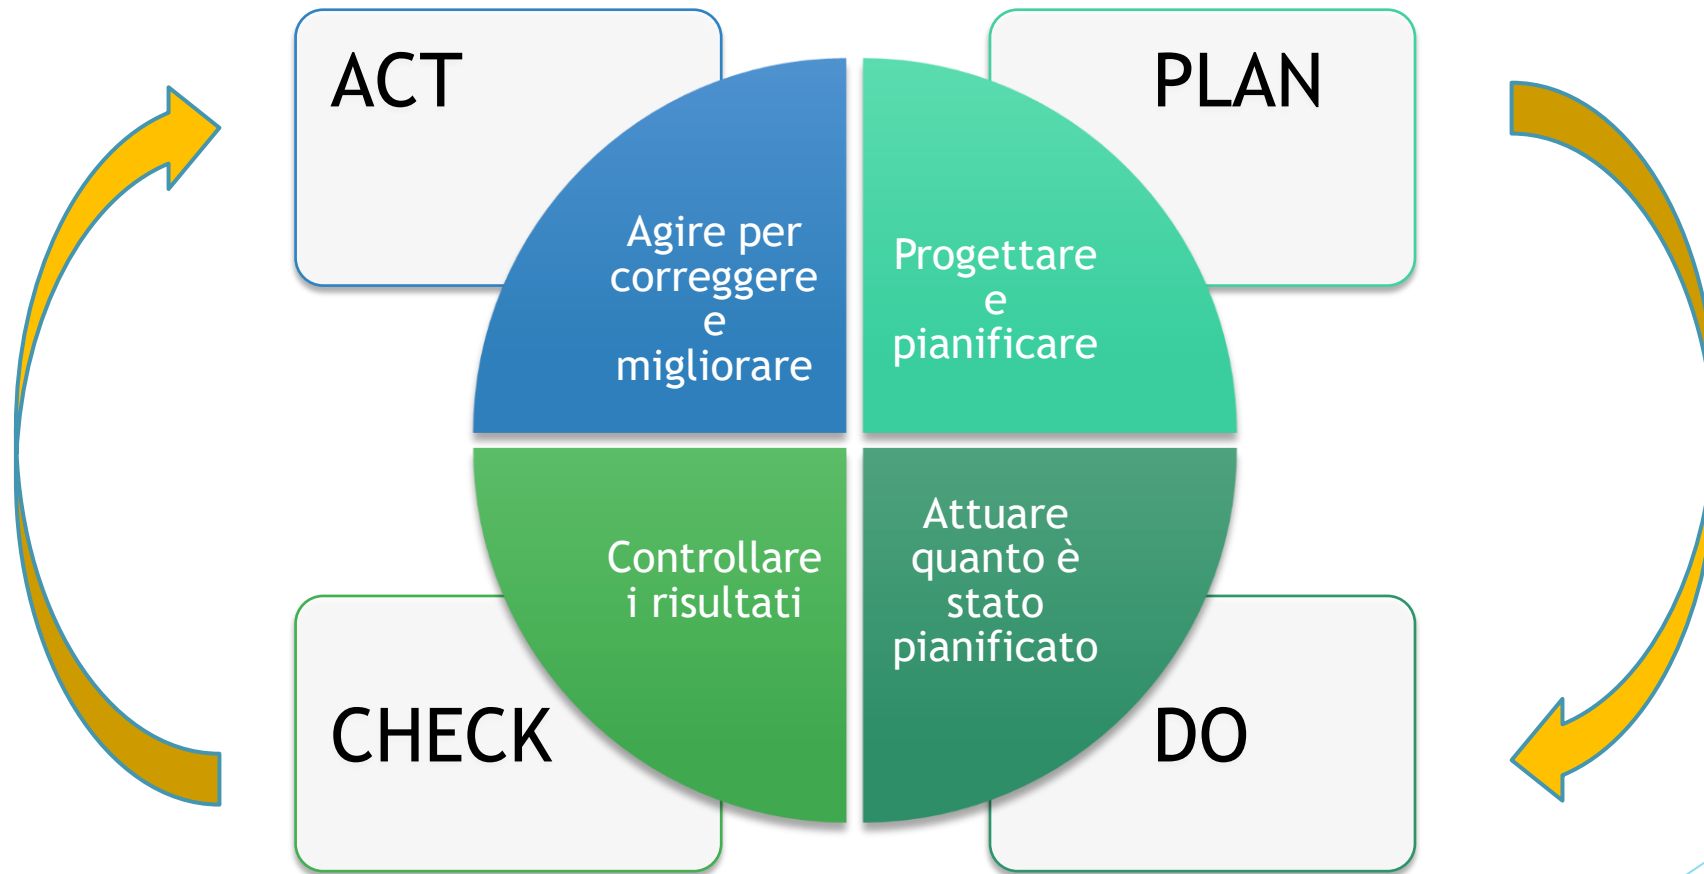 ACT
PLAN
Agire per
correggere
e
migliorare
Progettare
e
pianificare
Controllare
i risultati
Attuare
quanto è
stato
pianificato
CHECK
DO